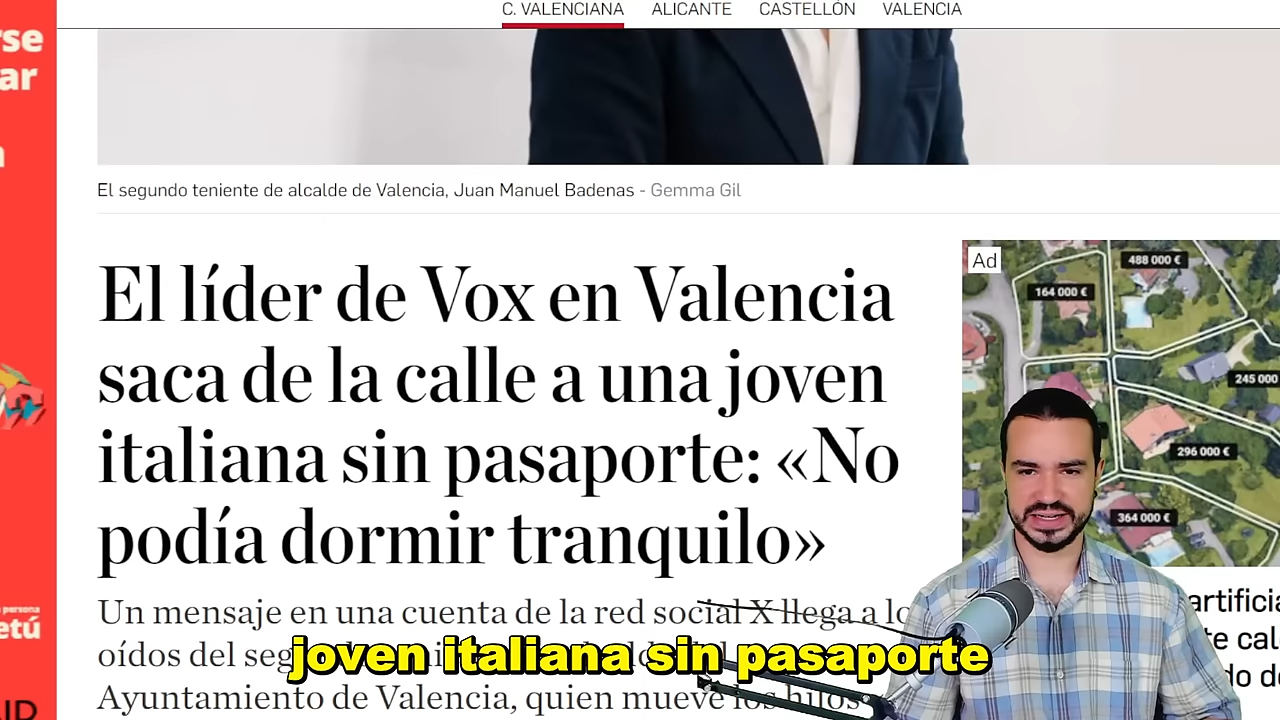 C. VALENCIANA ALICANTE CASTELLÓN VALENCIA
El segundo teniente de alcalde de Valencia, Juan Manuel Badenas - Gemma Gil
El líder de Vox en Valencia
saca de la calle a una joven
italiana sin pasaporte: «No
podía dormir tranquilo»
Un mensaje en una cuenta de la red social X llega a
oídos del
Ayuntamiento de Valencia, quien mueve los hilos
joven italiana sin pasaporte
Ad
488 000 €
164 000 €
245 000
296 000 €
364 000 €